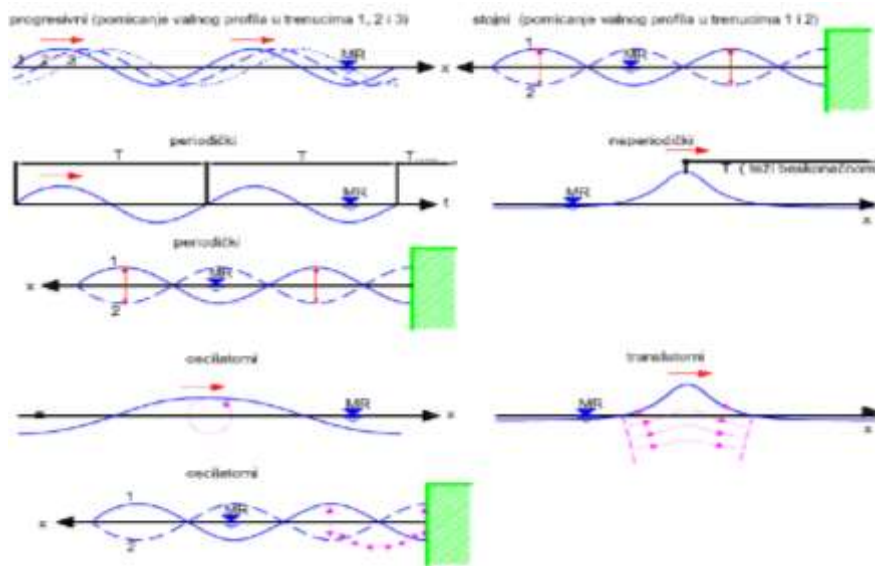 progresivni (pomicanje valnog profila u trenucima 1, 2 i 3)
stojni (pomicanje valnog profila u trenucima 1 i 2)
MR
1 2 3
x
1
MR
x
2
periodički
neperiodički
T T T
T ( teži beskonačnom
MR
t
MR
x
periodički
1
MR
x
2
oscilatorni
translatorni
MR
x
MR
x
oscilatorni
1
MR
x
2